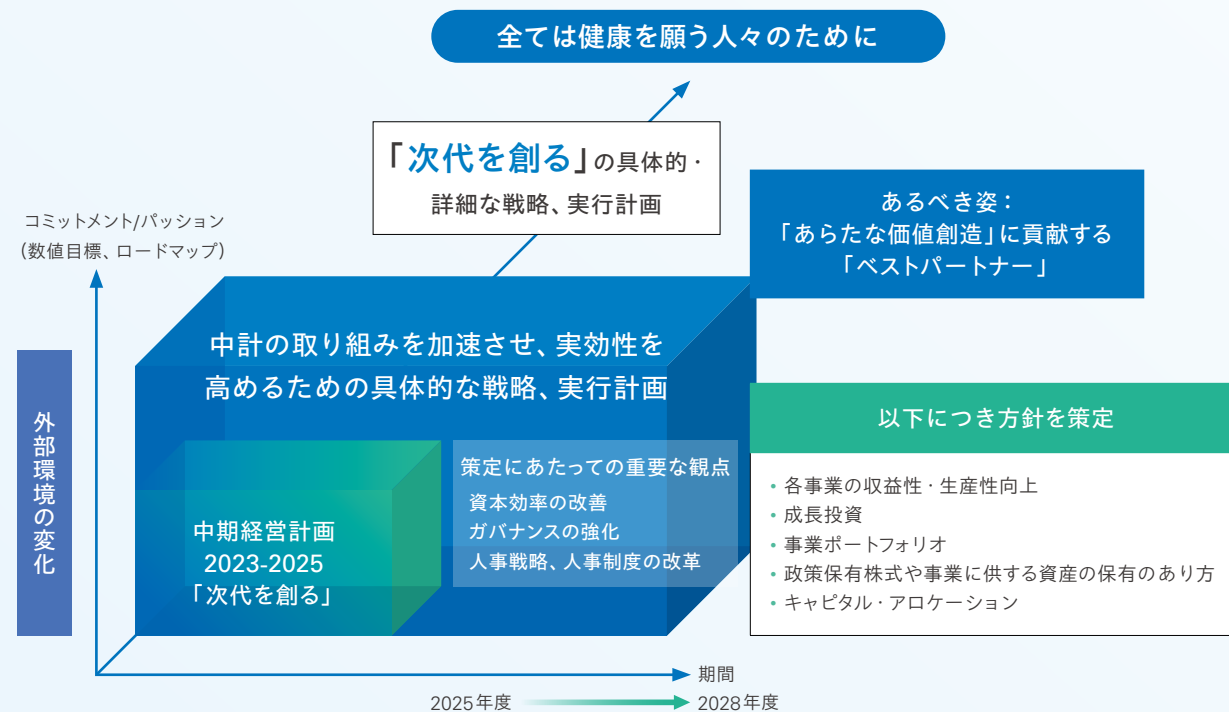 全ては健康を願う人々のために
「次代を創る」の具体的・
詳細な戦略、実行計画
あるべき姿：
「あらたな価値創造」に貢献する
「ベストパートナー」
コミットメント/パッション
(数値目標、ロードマップ)
外部環境の変化
中計の取り組みを加速させ、実効性を
高めるための具体的な戦略、実行計画
中期経営計画
2023-2025
「次代を創る」
策定にあたっての重要な観点
資本効率の改善
ガバナンスの強化
人事戦略、人事制度の改革
以下につき方針を策定
• 各事業の収益性・生産性向上
• 成長投資
• 事業ポートフォリオ
• 政策保有株式や事業に供する資産の保有のあり方
• キャピタル・アロケーション
期間
2025年度
2028年度